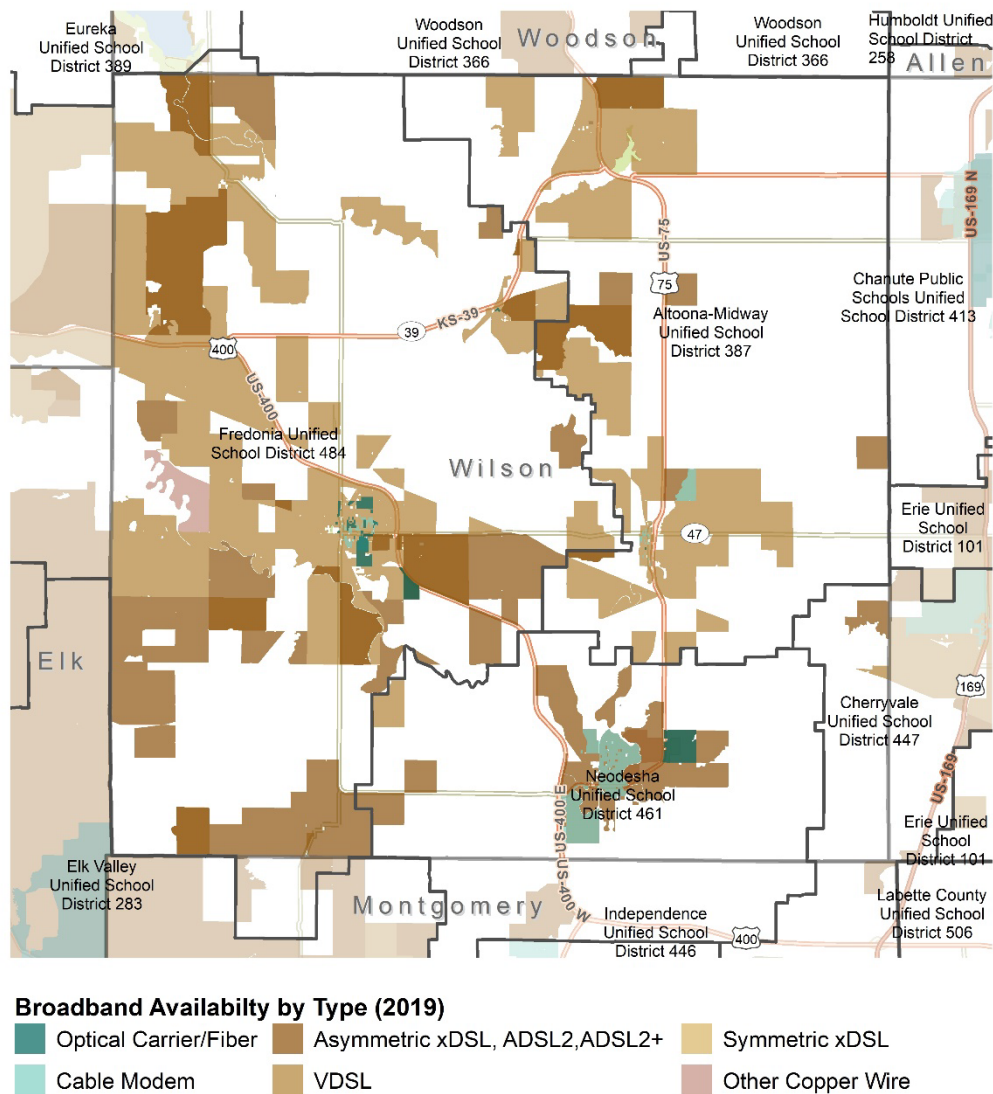 Eureka
Unified School
District 389
Woodson
Unified School
District 366
Woodson
Woodson
Unified School
District 366
Humboldt Unified
School District
258
Allen
US-169 N
US-75
75
Chanute Public
Schools Unified
School District 413
Altoona-Midway
Unified School
District 387
KS-39
39
400
US-400
Fredonia Unified
School District 484
Wilson
47
Erie Unified
School
District 101
Elk
169
Cherryvale
Unified School
District 447
US-169
Neodesha
Unified School
District 461
US-400 E
US-400 W
Erie Unified
School
District 101
Elk Valley
Unified School
District 283
Montgomery
Independence
Unified School
District 446
400
Labette County
Unified School
District 506
Broadband Availabilty by Type (2019)
Optical Carrier/Fiber
Asymmetric xDSL, ADSL2,ADSL2+
Symmetric xDSL
Cable Modem
VDSL
Other Copper Wire